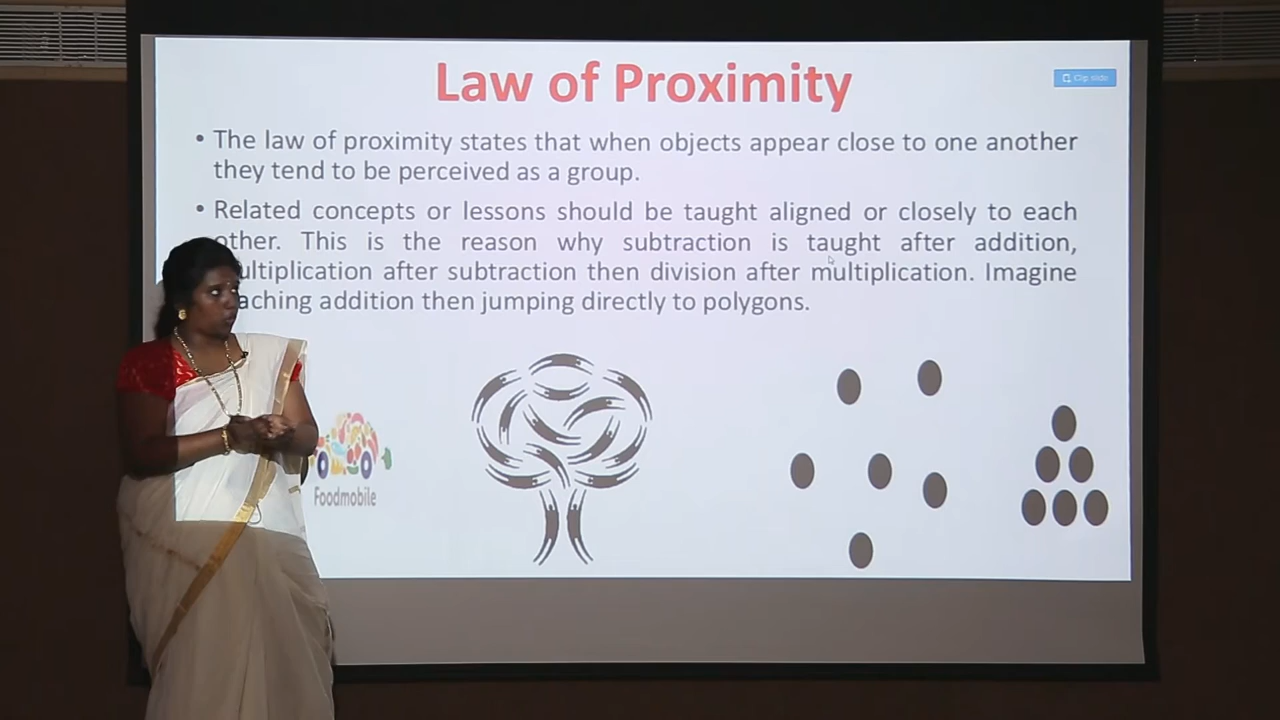 Law of Proximity
Clip slide
• The law of proximity states that when objects appear close to one another
they tend to be perceived as a group.
• Related concepts or lessons should be taught aligned or closely to each
other. This is the reason why subtraction is taught after addition,
ultiplication after subtraction then division after multiplication. Imagine
aching addition then jumping directly to polygons.
Foodmobile